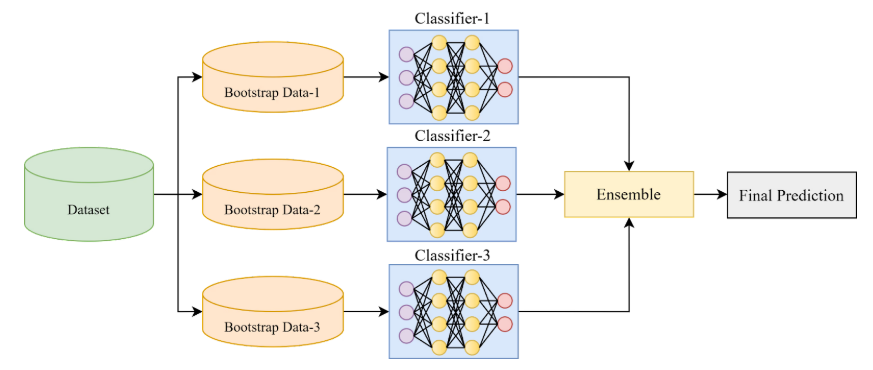 Classifier-1
Bootstrap Data-1
Classifier-2
Dataset
Bootstrap Data-2
Ensemble
Final Prediction
Classifier-3
Bootstrap Data-3